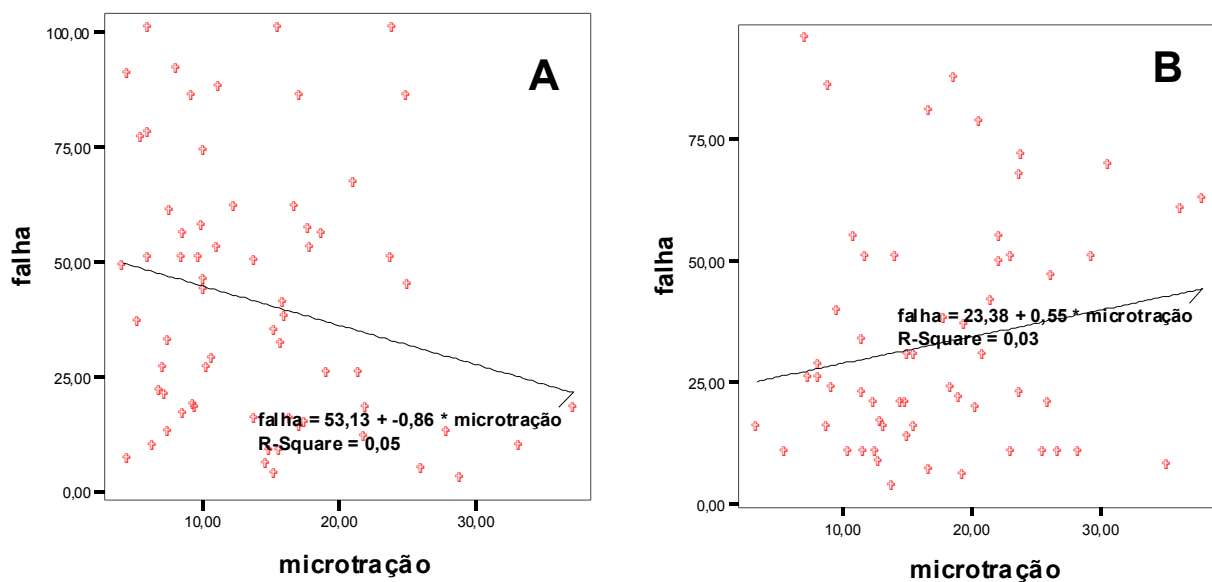 A
100,00
75,00
50,00
25,00
0,00
falha
falha = 53,13 + -0,86 * microtração
R-Square = 0,05
10,00 20,00 30,00
microtração
B
75,00
50,00
25,00
0,00
falha
falha = 23,38 + 0,55 * microtração
R-Square = 0,03
10,00 20,00 30,00
microtração